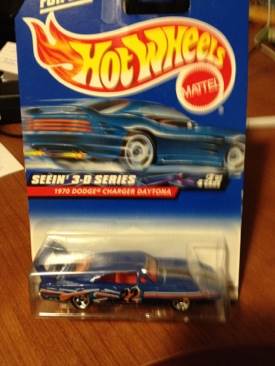 HOT WHEELS
MATTEL
SEEIN' 3-D SERIES
1970 DODGE® CHARGER DAYTONA
22